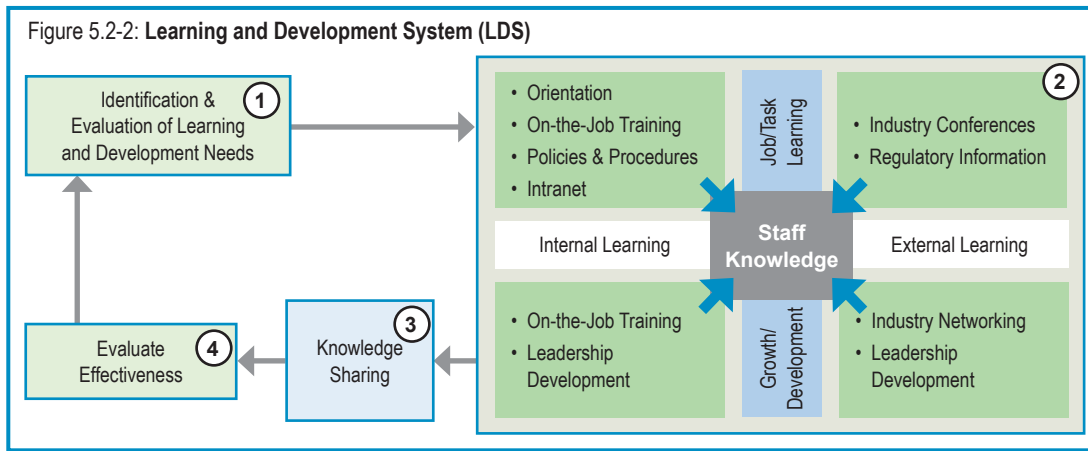 Figure 5.2-2: Learning and Development System (LDS)
1
Identification &
Evaluation of Learning
and Development Needs
2
• Orientation
• On-the-Job Training
• Policies & Procedures
• Intranet
Job/Task
Learning
• Industry Conferences
• Regulatory Information
Internal Learning
Staff
Knowledge
External Learning
• On-the-Job Training
• Leadership
Development
Growth/
Development
• Industry Networking
• Leadership
Development
3
Knowledge
Sharing
4
Evaluate
Effectiveness